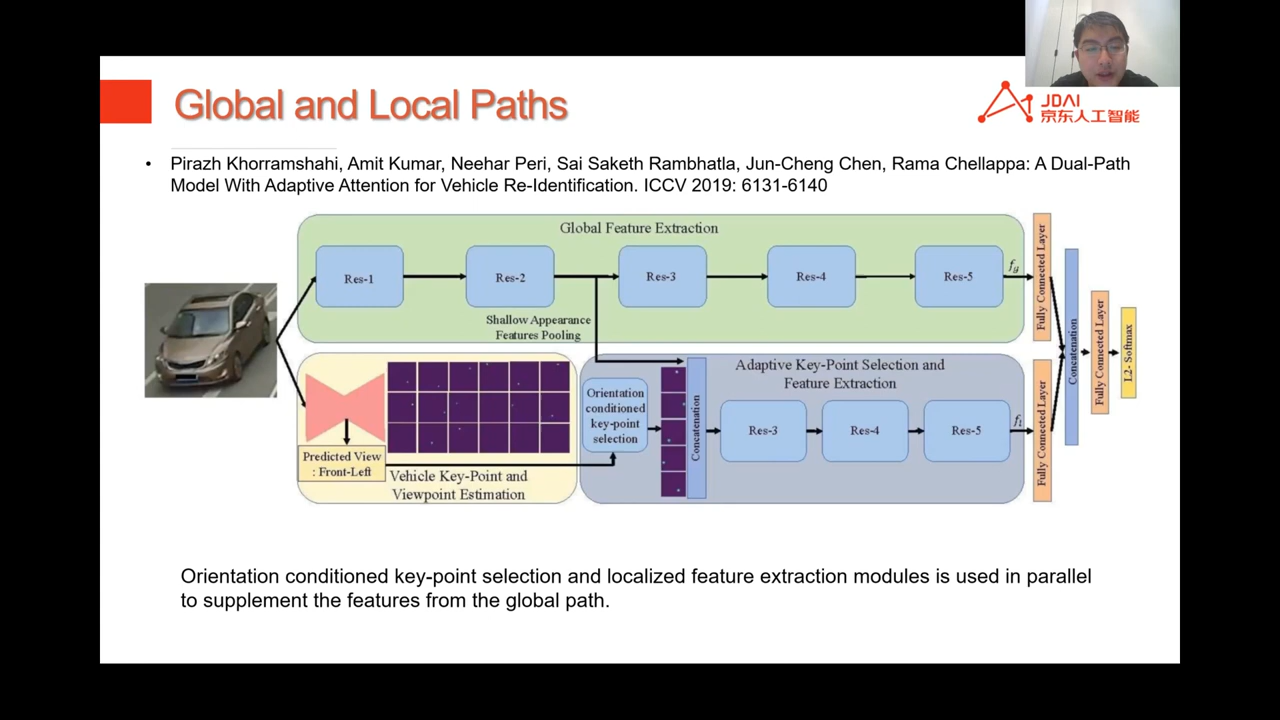 Global and Local Paths
JDAI
京东人工智能
• Pirazh Khorramshahi, Amit Kumar, Neehar Peri, Sai Saketh Rambhatla, Jun-Cheng Chen, Rama Chellappa: A Dual-Path
Model With Adaptive Attention for Vehicle Re-Identification. ICCV 2019: 6131-6140
Global Feature Extraction
Res-1
Res-2
Res-3
Res-4
Res-5
fg
Fully Connected Layer
Shallow Appearance
Features Pooling
Predicted View
: Front-Left
Vehicle Key-Point and
Viewpoint Estimation
Orientation
conditioned
key-point
selection
Concatenation
Adaptive Key-Point Selection and
Feature Extraction
Res-3
Res-4
Res-5
fl
Fully Connected Layer
Concatenation
Fully Connected Layer
L2- Softmax
Orientation conditioned key-point selection and localized feature extraction modules is used in parallel
to supplement the features from the global path.